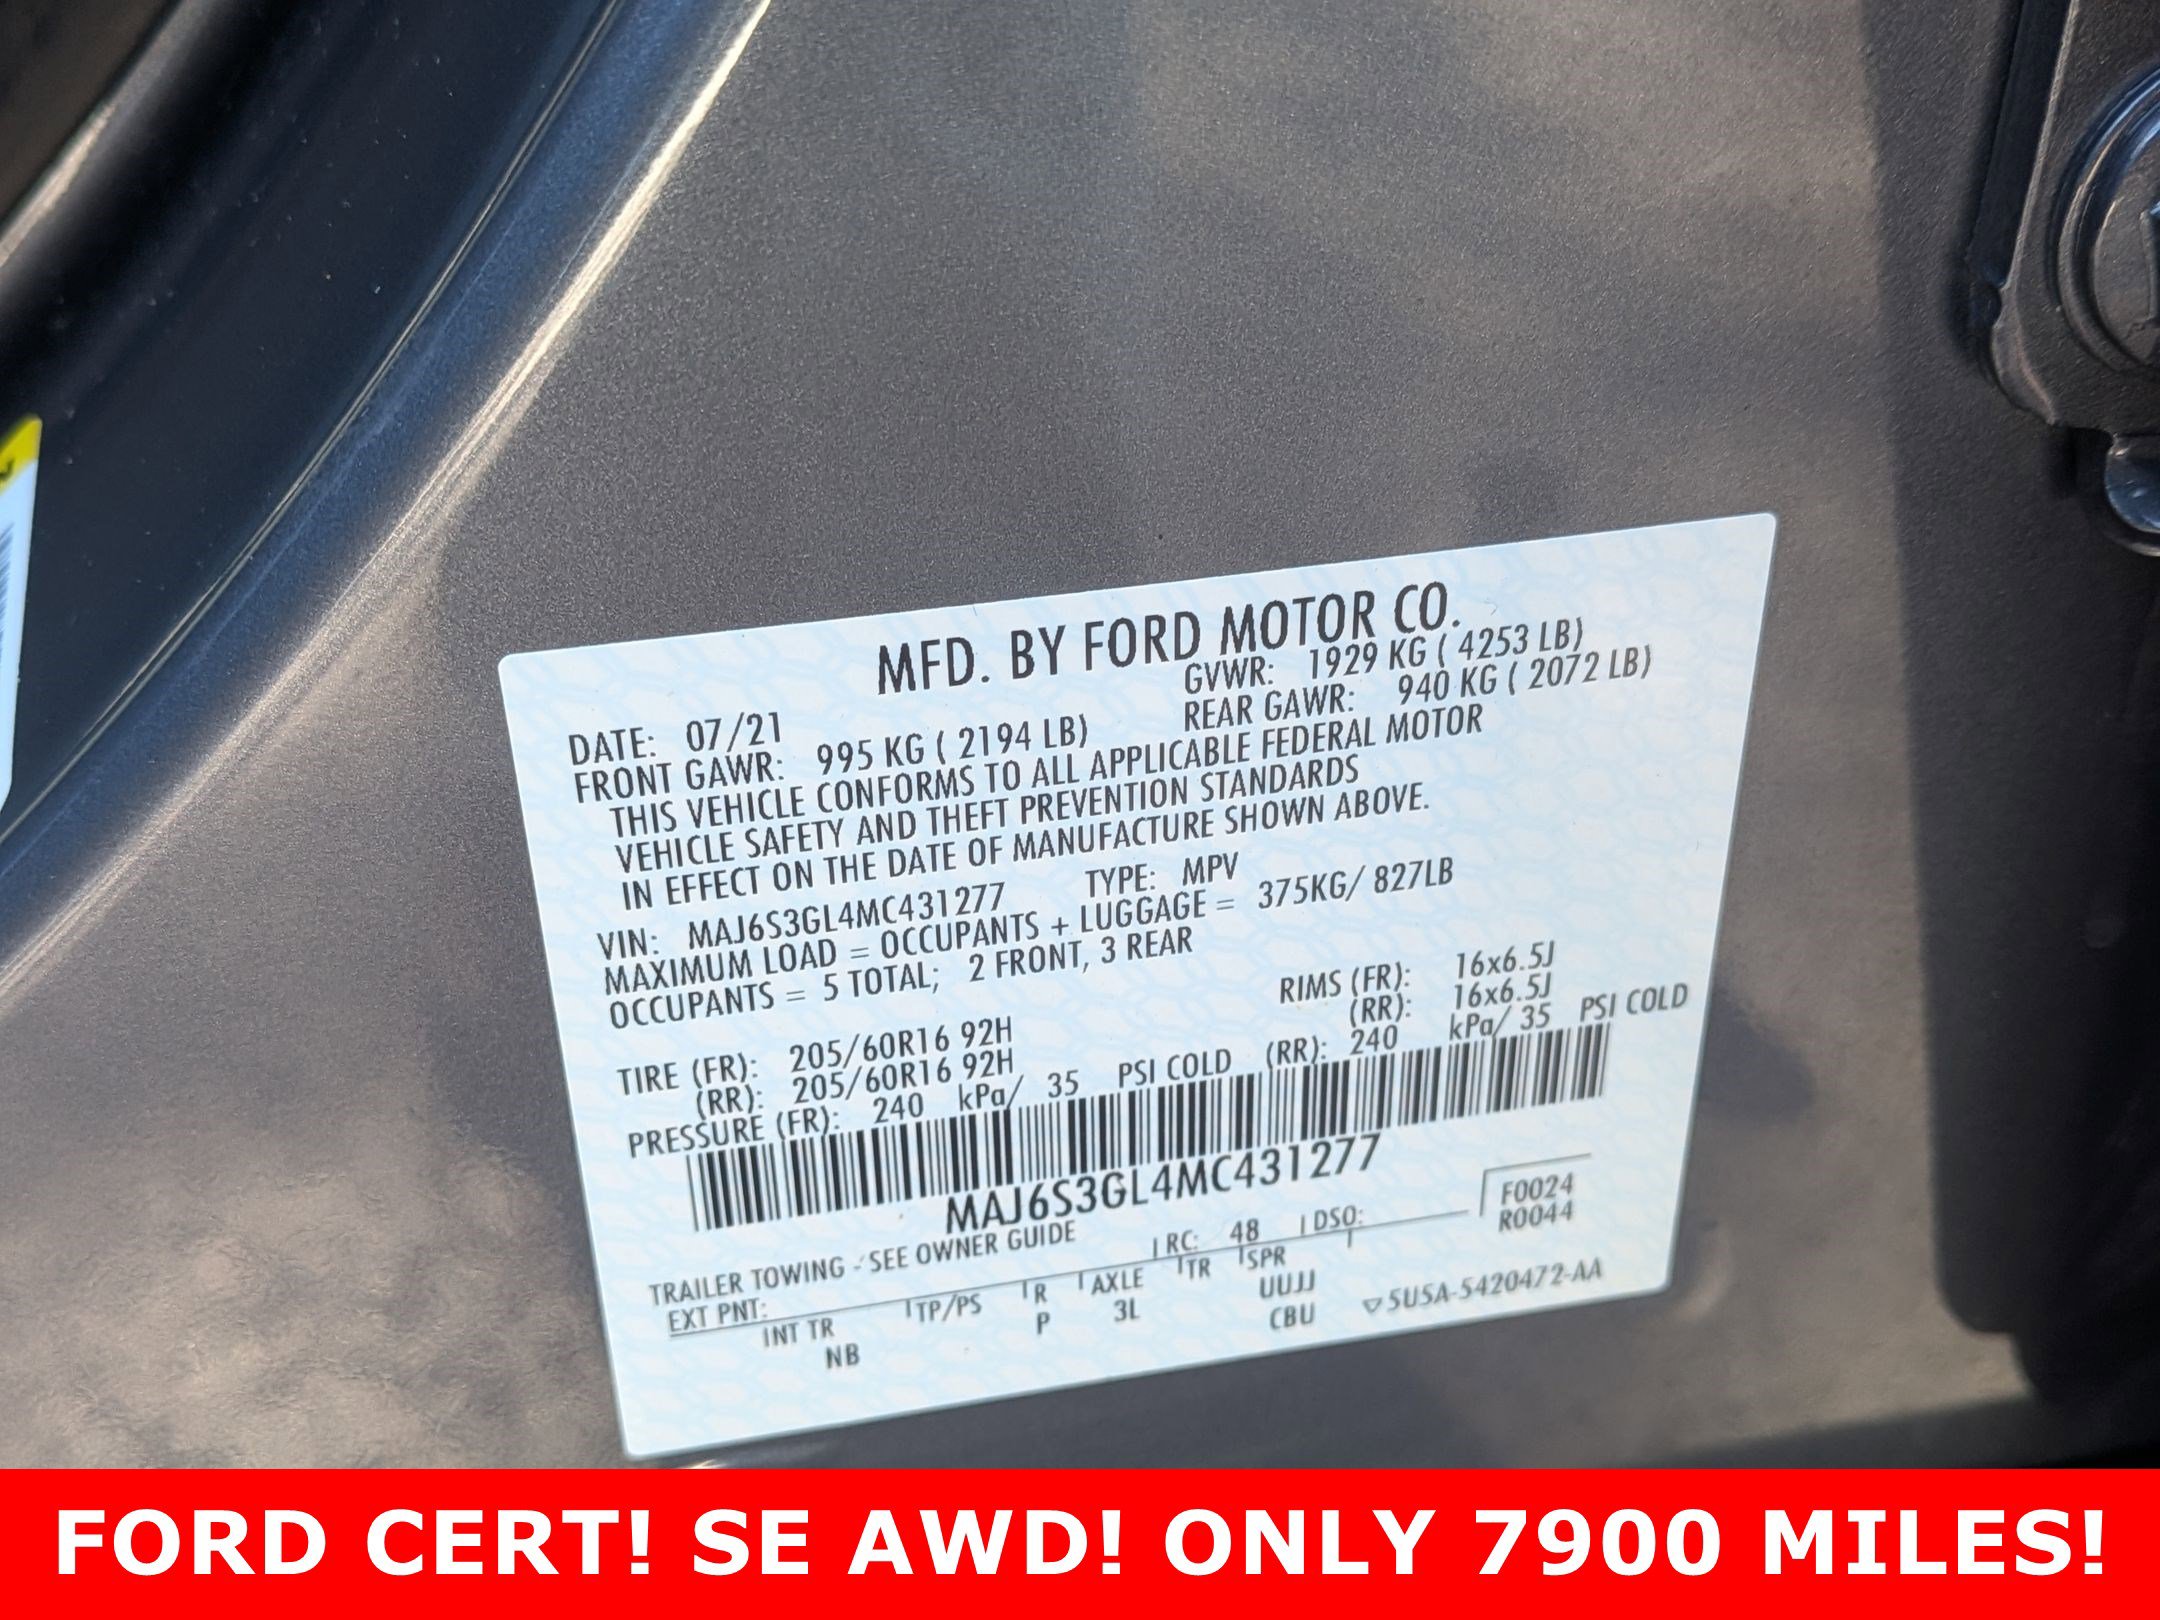 MFD. BY FORD MOTOR CO.
DATE: 07/21 GVWR: 1929 KG ( 4253 LB)
FRONT GAWR: 995 KG ( 2194 LB) REAR GAWR: 940 KG ( 2072 LB)
THIS VEHICLE CONFORMS TO ALL APPLICABLE FEDERAL MOTOR
VEHICLE SAFETY AND THEFT PREVENTION STANDARDS
IN EFFECT ON THE DATE OF MANUFACTURE SHOWN ABOVE.
VIN: MAJ6S3GL4MC431277 TYPE: MPV
MAXIMUM LOAD = OCCUPANTS + LUGGAGE = 375KG/ 827LB
OCCUPANTS = 5 TOTAL; 2 FRONT, 3 REAR
TIRE (FR): 205/60R16 92H RIMS (FR): 16x6.5J
(RR): 205/60R16 92H (RR): 16x6.5J
PRESSURE (FR): 240 kPa/ 35 PSI COLD (RR): 240 kPa/ 35 PSI COLD
MAJ6S3GL4MC431277
F0024
R0044
TRAILER TOWING - SEE OWNER GUIDE
EXT PNT: RC: 48 DSO:
INT TR TP/PS R AXLE TR SPR
NB P 3L UUJJ
CBU
5U5A-5420472-AA
FORD CERT! SE AWD! ONLY 7900 MILES!